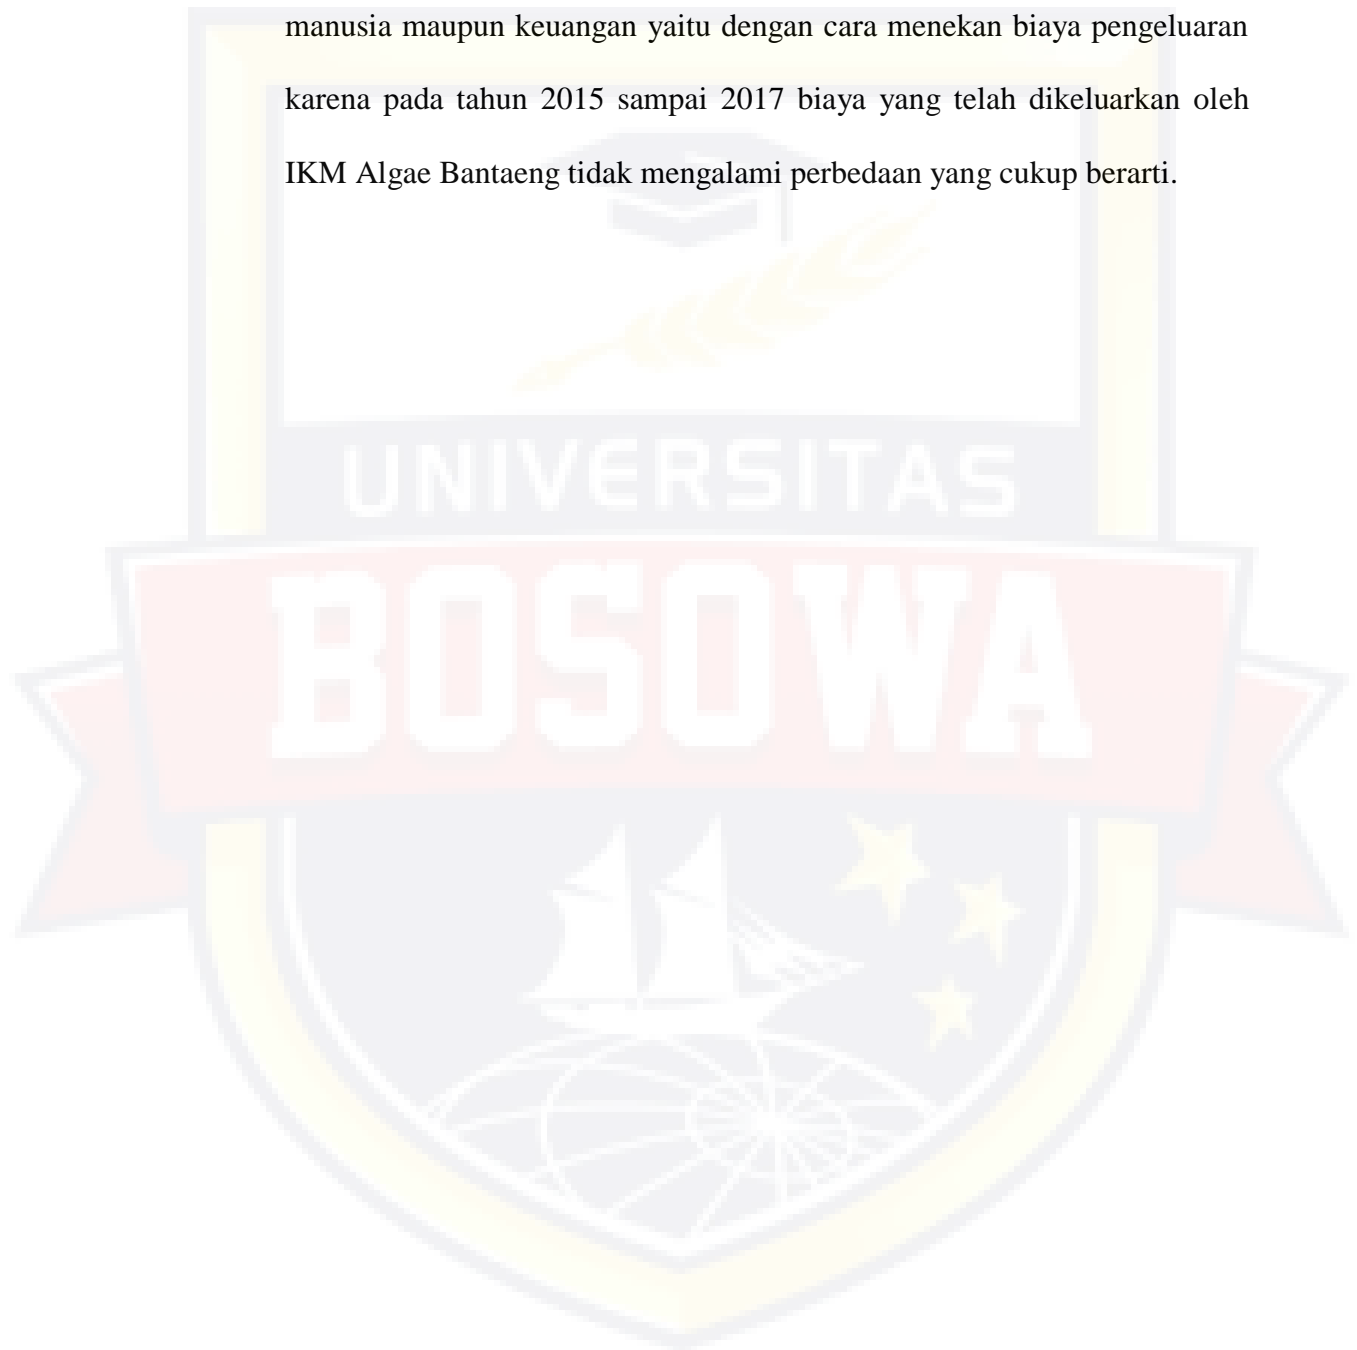 manusia maupun keuangan yaitu dengan cara menekan biaya pengeluaran
karena pada tahun 2015 sampai 2017 biaya yang telah dikeluarkan oleh
IKM Algae Bantaeng tidak mengalami perbedaan yang cukup berarti.
UNIVERSITAS
BOSOWA